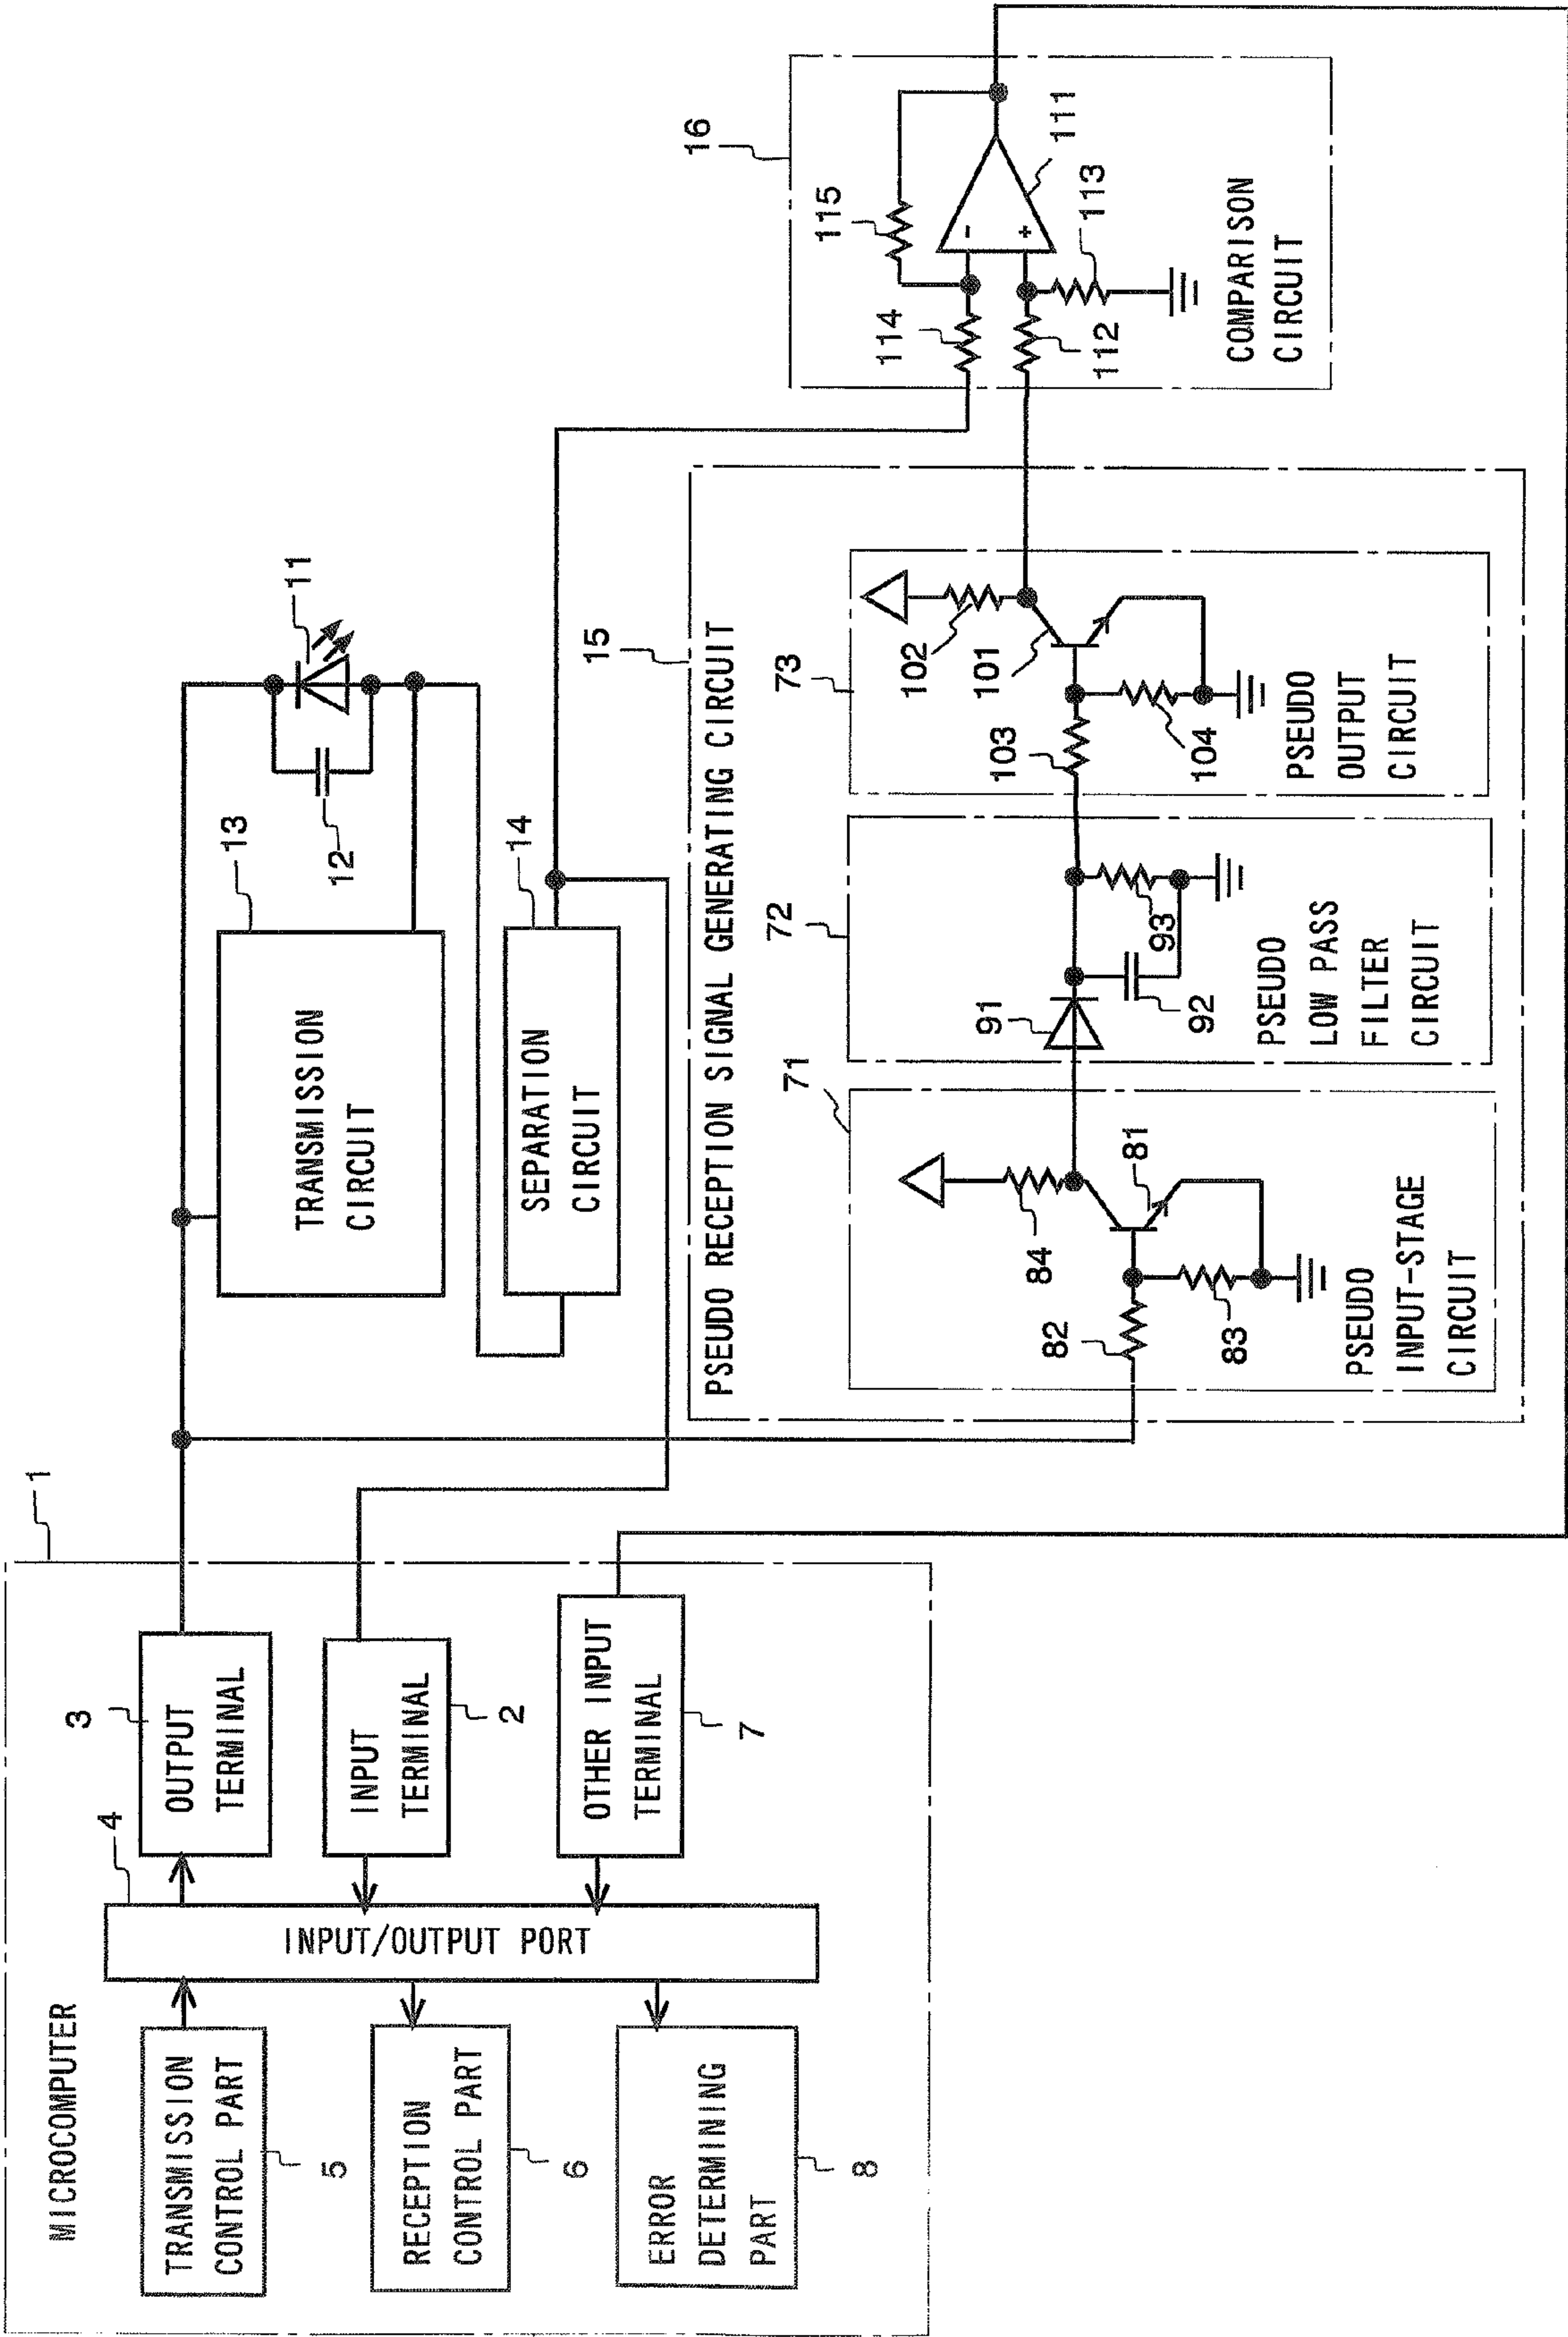 1
MICROCOMPUTER
TRANSMISSION
CONTROL PART
5
RECEPTION
CONTROL PART
6
ERROR
DETERMINING
PART
8
4
INPUT/OUTPUT PORT
3
OUTPUT
TERMINAL
INPUT
TERMINAL
2
OTHER INPUT
TERMINAL
7
13
TRANSMISSION
CIRCUIT
11
12
14
SEPARATION
CIRCUIT
15
PSEUDO RECEPTION SIGNAL GENERATING CIRCUIT
71
84
81
82
83
PSEUDO
INPUT-STAGE
CIRCUIT
72
91
92
93
PSEUDO
LOW PASS
FILTER
CIRCUIT
73
102
101
103
104
PSEUDO
OUTPUT
CIRCUIT
16
115
114
-
+
111
112
113
COMPARISON
CIRCUIT